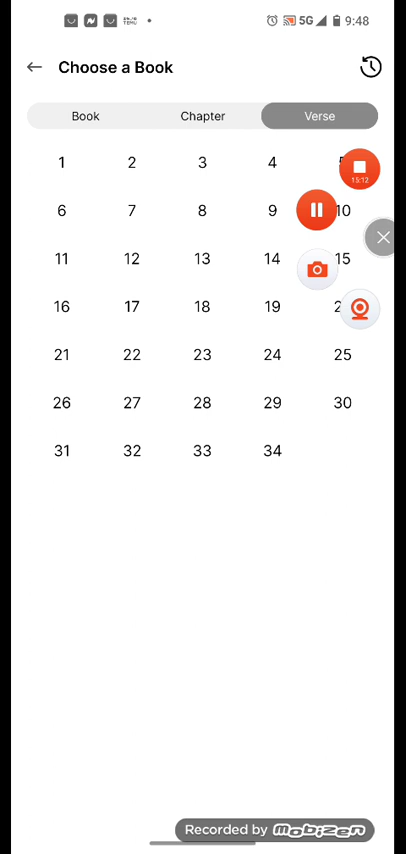 5G 9:48
Choose a Book
Book Chapter Verse
1 2 3 4
15:12
6 7 8 9 10
11 12 13 14 15
16 17 18 19
21 22 23 24 25
26 27 28 29 30
31 32 33 34
Recorded by mobizen